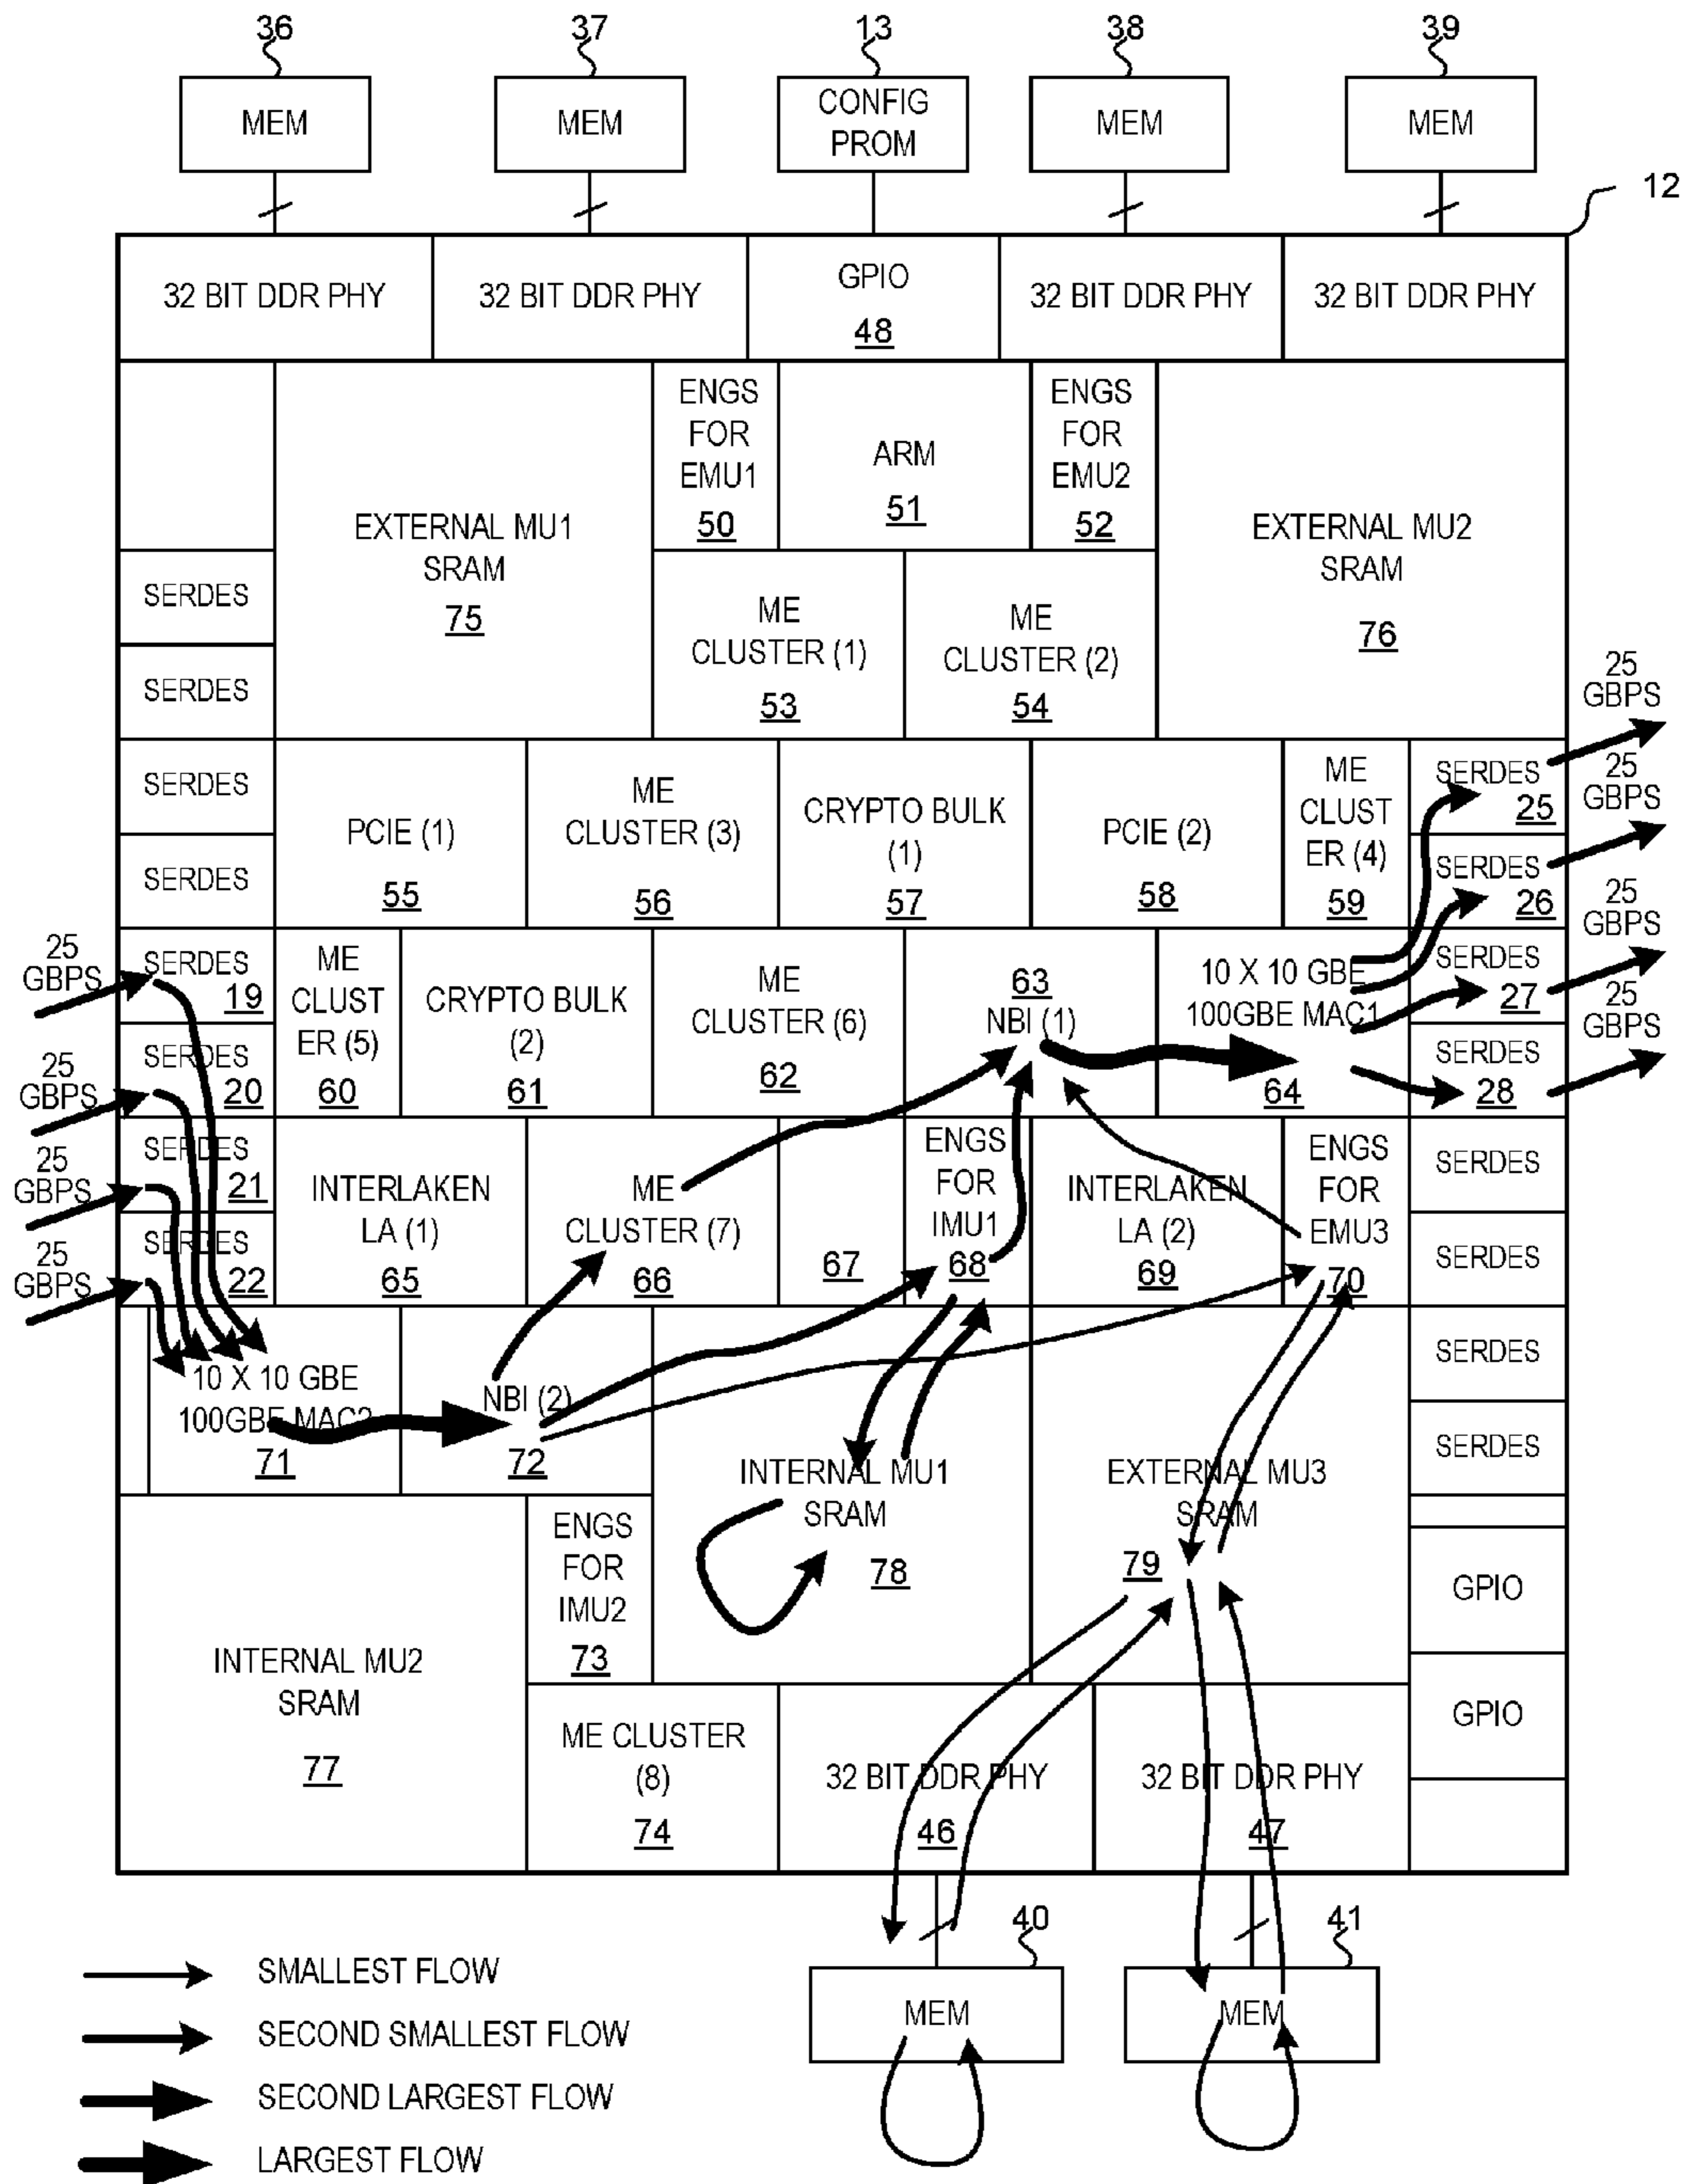 36
37
13
38
39
MEM
MEM
CONFIG
PROM
MEM
MEM
12
32 BIT DDR PHY
32 BIT DDR PHY
GPIO
48
32 BIT DDR PHY
32 BIT DDR PHY
EXTERNAL MU1
SRAM
75
ENGS
FOR
EMU1
50
ARM
51
ENGS
FOR
EMU2
52
EXTERNAL MU2
SRAM
76
SERDES
SERDES
ME
CLUSTER (1)
53
ME
CLUSTER (2)
54
25
GBPS
SERDES
SERDES
PCIE (1)
55
ME
CLUSTER (3)
56
CRYPTO BULK
(1)
57
PCIE (2)
58
ME
CLUST
ER (4)
59
SERDES
25
25
GBPS
SERDES
26
25
GBPS
25
GBPS
SERDES
19
25
GBPS
SERDES
20
ME
CLUST
ER (5)
60
CRYPTO BULK
(2)
61
ME
CLUSTER (6)
62
63
NBI (1)
10 X 10 GBE
100GBE MAC1
64
SERDES
27
25
GBPS
SERDES
28
25
GBPS
SERDES
21
25
GBPS
SERDES
22
INTERLAKEN
LA (1)
65
ME
CLUSTER (7)
66
67
ENGS
FOR
IMU1
68
INTERLAKEN
LA (2)
69
ENGS
FOR
EMU3
70
SERDES
SERDES
10 X 10 GBE
100GBE MAC2
71
NBI (2)
72
INTERNAL MU1
SRAM
78
EXTERNAL MU3
SRAM
79
SERDES
SERDES
INTERNAL MU2
SRAM
77
ENGS
FOR
IMU2
73
GPIO
GPIO
ME CLUSTER
(8)
74
32 BIT DDR PHY
46
32 BIT DDR PHY
47
40
41
MEM
MEM
SMALLEST FLOW
SECOND SMALLEST FLOW
SECOND LARGEST FLOW
LARGEST FLOW